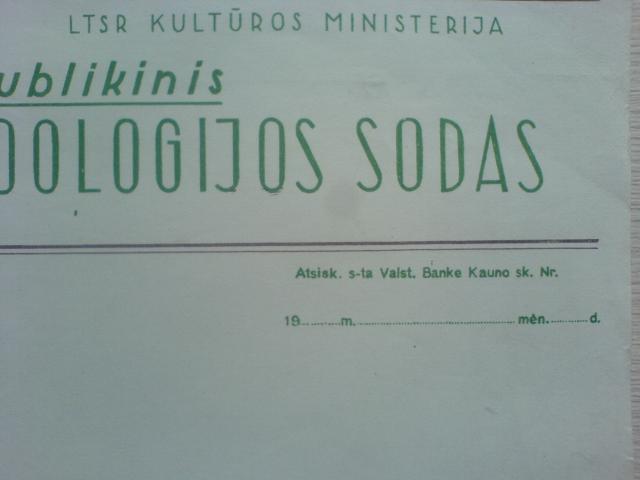 LTSR KULTŪROS MINISTERIJA
ublikinis
OOLOGIJOS SODAS
Atsisk. s-ta Valst. Banke Kauno sk. Nr.
19..........m.......................................... mėn...........d.